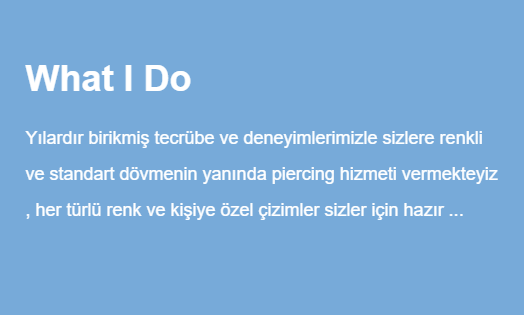 What I Do
Yılardır birikmiş tecrübe ve deneyimlerimizle sizlere renkli
ve standart dövmenin yanında piercing hizmeti vermekteyiz
, her türlü renk ve kişiye özel çizimler sizler için hazır ...